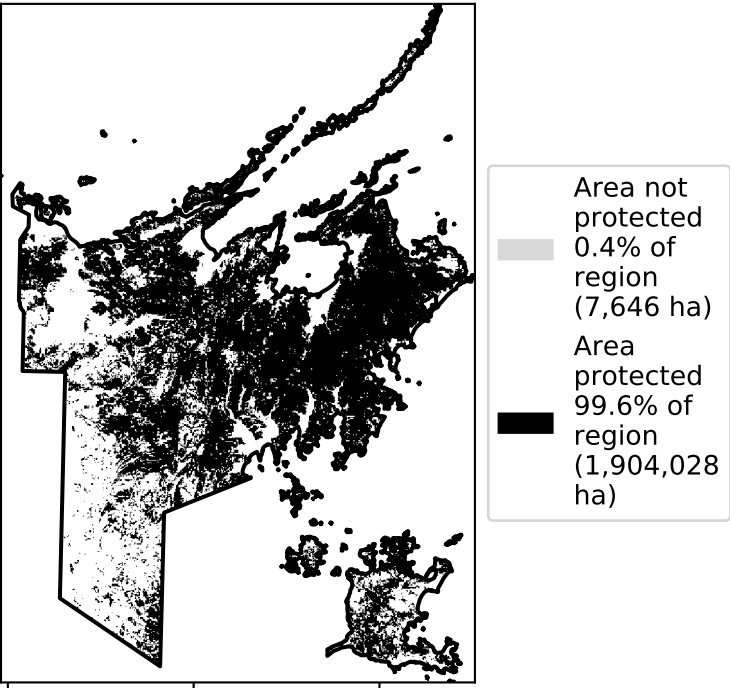 Area not
protected
0.4% of
region
(7,646 ha)
Area
protected
99.6% of
region
(1,904,028
ha)